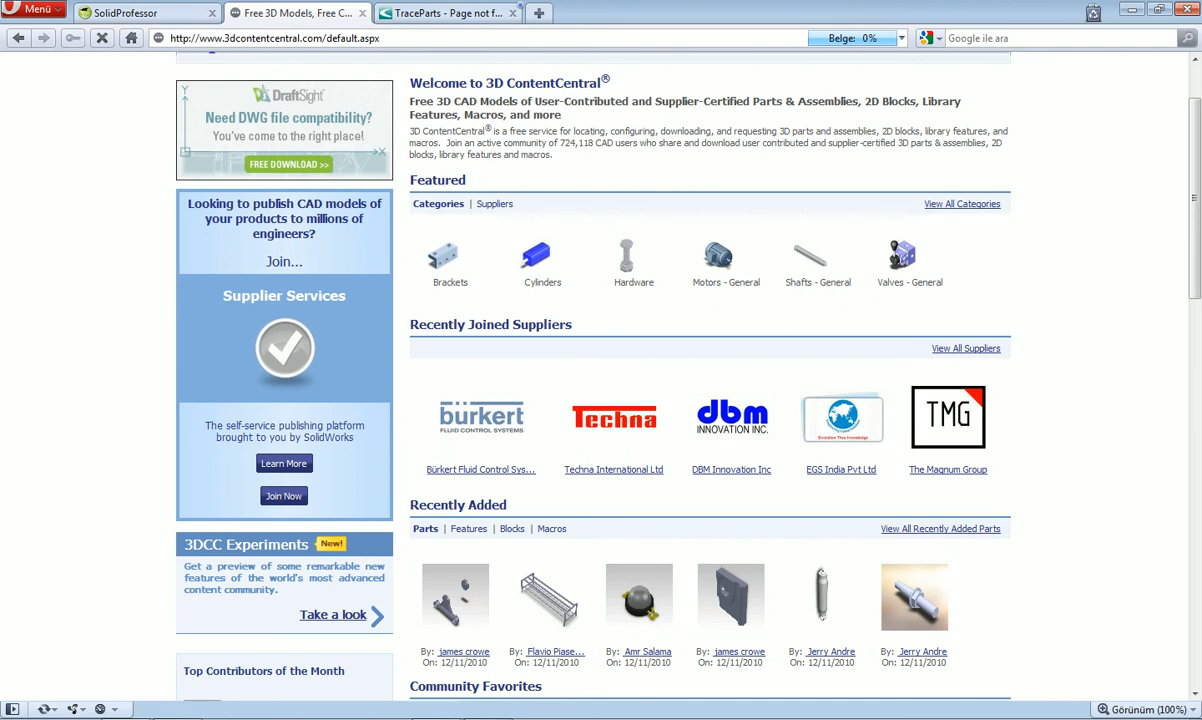 Menü
SolidProfessor
Free 3D Models, Free C...
TraceParts - Page not f...
http://www.3dcontentcentral.com/default.aspx
Belge: 0%
Google ile ara
Y
DraftSight
Need DWG file compatibility?
You've come to the right place!
X
FREE DOWNLOAD >>
Looking to publish CAD models of
your products to millions of
engineers?
Join...
Supplier Services
The self-service publishing platform
brought to you by SolidWorks
Learn More
Join Now
3DCC Experiments New!
Get a preview of some remarkable new
features of the world's most advanced
content community.
Take a look
Top Contributors of the Month
Welcome to 3D ContentCentral®
Free 3D CAD Models of User-Contributed and Supplier-Certified Parts & Assemblies, 2D Blocks, Library
Features, Macros, and more
3D ContentCentral® is a free service for locating, configuring, downloading, and requesting 3D parts and assemblies, 2D blocks, library features, and
macros. Join an active community of 724,118 CAD users who share and download user contributed and supplier-certified 3D parts & assemblies, 2D
blocks, library features and macros.
Featured
Categories | Suppliers
View All Categories
Brackets
Cylinders
Hardware
Motors - General
Shafts - General
Valves - General
Recently Joined Suppliers
View All Suppliers
bürkert
FLUID CONTROL SYSTEMS
Techna
dbm
INNOVATION INC.
Evolution Thru Knowledge
TMG
Bürkert Fluid Control Sys...
Techna International Ltd
DBM Innovation Inc
EGS India Pvt Ltd
The Magnum Group
Recently Added
Parts | Features | Blocks | Macros
View All Recently Added Parts
By: james crowe
On: 12/11/2010
By: Flavio Piase...
On: 12/11/2010
By: Amr Salama
On: 12/11/2010
By: james crowe
On: 12/11/2010
By: Jerry Andre
On: 12/11/2010
By: Jerry Andre
On: 12/11/2010
Community Favorites
Görünüm (100%)